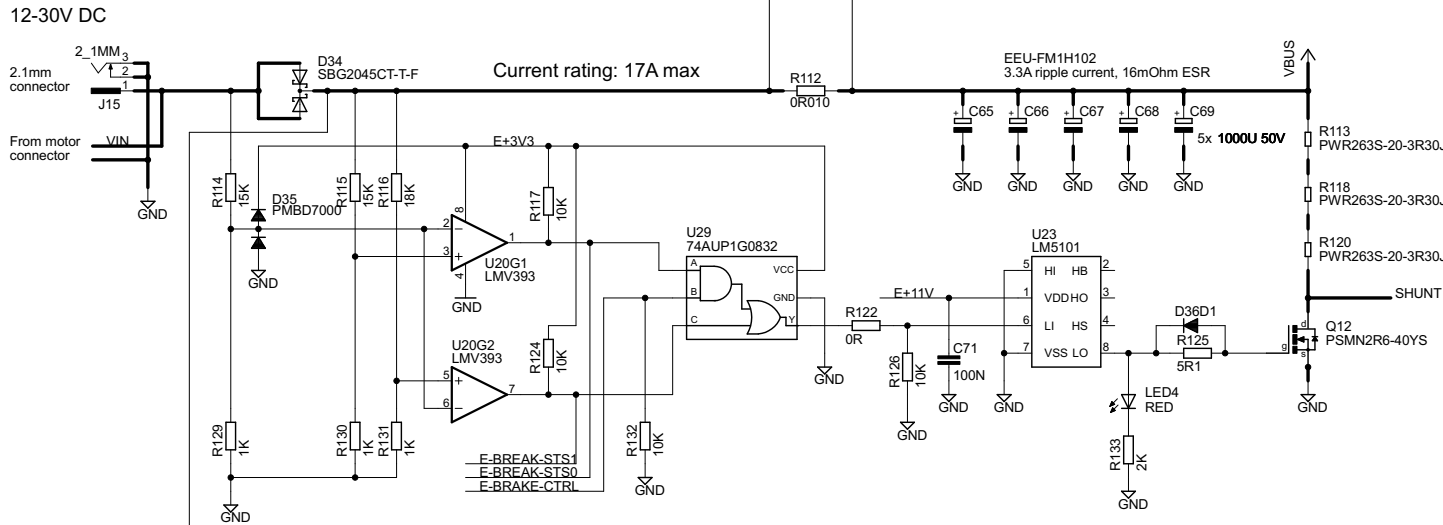 12-30V DC
2_1MM
3
2
1
2.1mm
connector
J15
From motor
connector
VIN
GND
D34
SBG2045CT-T-F
Current rating: 17A max
R112
0R010
EEU-FM1H102
3.3A ripple current, 16mOhm ESR
VBUS
+
C65
+
C66
+
C67
+
C68
+
C69
5x 1000U 50V
GND
GND
GND
GND
GND
R113
PWR263S-20-3R30J
R118
PWR263S-20-3R30J
R120
PWR263S-20-3R30J
SHUNT
E+3V3
R114
15K
D35
PMBD7000
GND
R115
15K
R116
18K
R117
10K
8
2
3
1
4
U20G1
LMV393
GND
U20G2
LMV393
5
6
7
R124
10K
U29
74AUP1G0832
A
B
C
VCC
GND
Y
GND
R122
0R
R126
10K
GND
E+11V
C71
100N
GND
U23
LM5101
5
HI
HB
2
1
VDD
HO
3
6
LI
HS
4
7
VSS
LO
8
GND
D36D1
R125
5R1
g
d
s
Q12
PSMN2R6-40YS
GND
LED4
RED
R133
2K
GND
R129
1K
R130
1K
R131
1K
GND
R132
10K
GND
E-BREAK-STS1
E-BREAK-STS0
E-BRAKE-CTRL